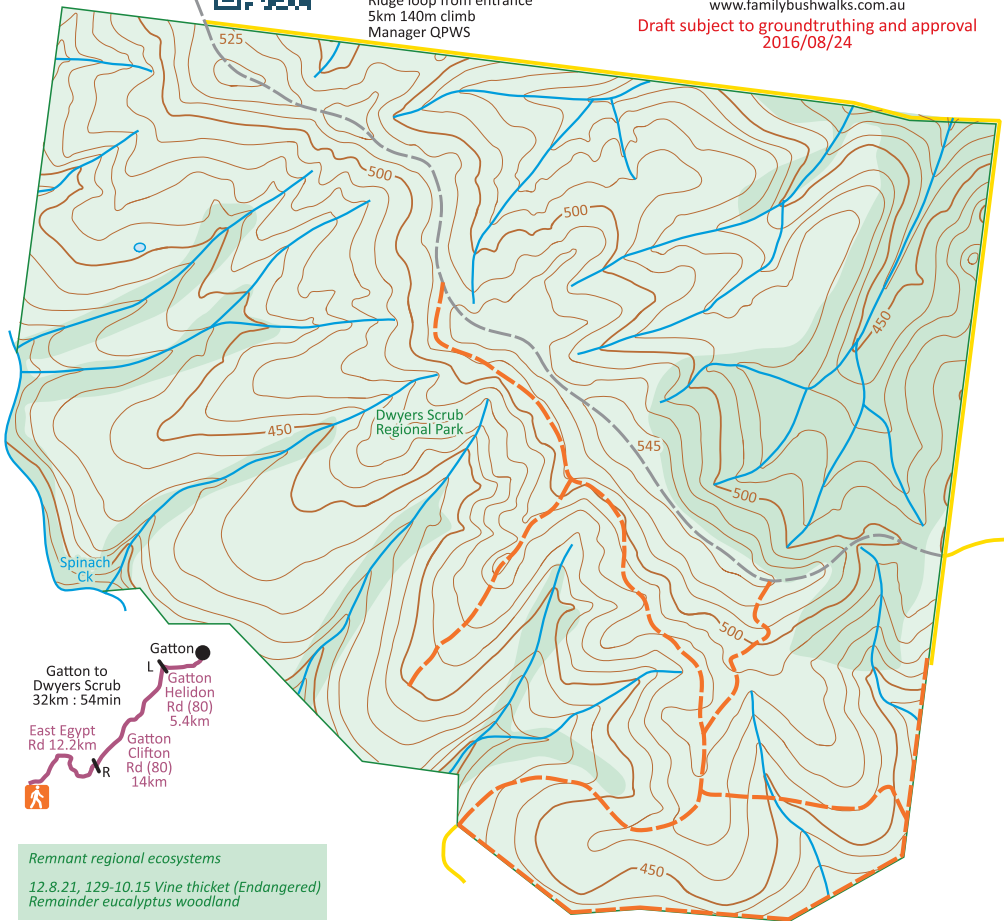 Ridge loop from entrance
5km 140m climb
Manager QPWS
www.familybushwalks.com.au
Draft subject to groundtruthing and approval
2016/08/24
525
500
500
450
Dwyers Scrub
Regional Park
450
545
500
500
Spinach
Ck
450
Gatton
L
Gatton to
Dwyers Scrub
32km : 54min
Gatton
Helidon
Rd (80)
5.4km
East Egypt
Rd 12.2km
Gatton
Clifton
Rd (80)
14km
R
Remnant regional ecosystems
12.8.21, 129-10.15 Vine thicket (Endangered)
Remainder eucalyptus woodland